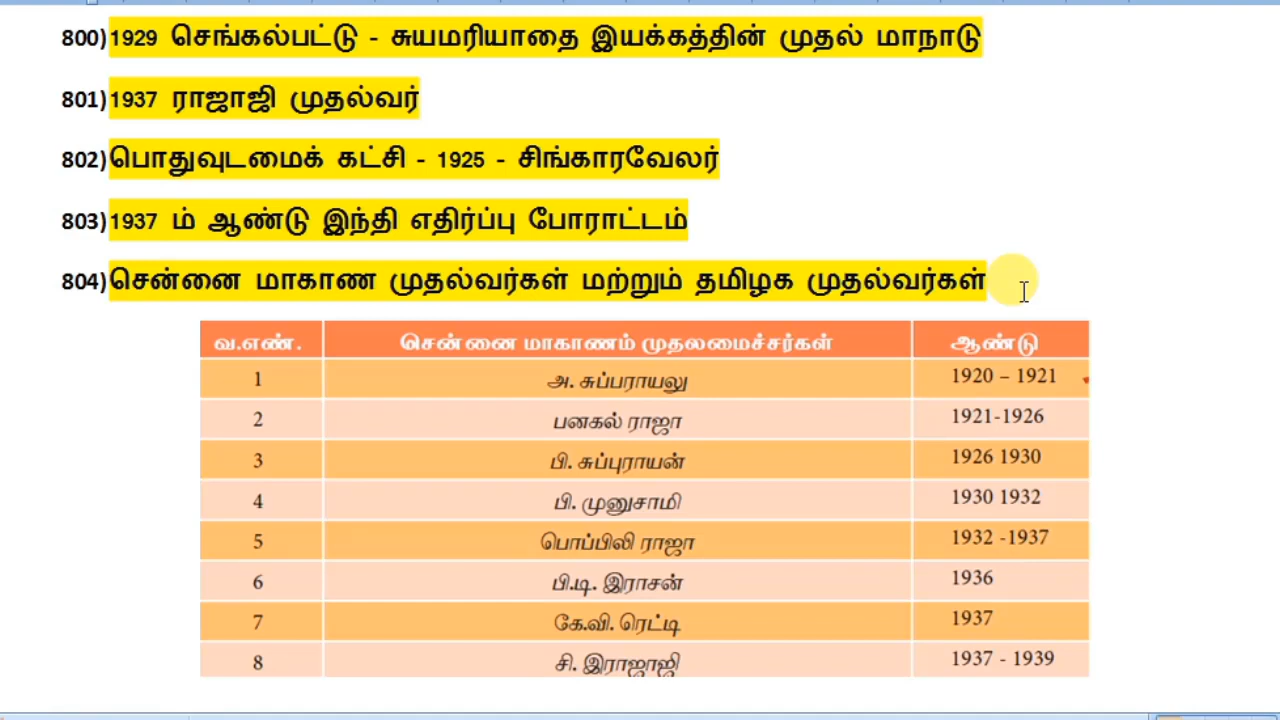 800) 1929 செங்கல்பட்டு - சுயமரியாதை இயக்கத்தின் முதல் மாநாடு
801) 1937 ராஜாஜி முதல்வர்
802) பொதுவுடமைக் கட்சி - 1925 - சிங்காரவேலர்
803) 1937 ம் ஆண்டு இந்தி எதிர்ப்பு போராட்டம்
804) சென்னை மாகாண முதல்வர்கள் மற்றும் தமிழக முதல்வர்கள்
வ.எண். சென்னை மாகாணம் முதலமைச்சர்கள் ஆண்டு
1 அ. சுப்பராயலு 1920 – 1921
2 பனகல் ராஜா 1921-1926
3 பி. சுப்புராயன் 1926 1930
4 பி. முனுசாமி 1930 1932
5 பொப்பிலி ராஜா 1932 -1937
6 பி.டி. இராசன் 1936
7 கே.வி. ரெட்டி 1937
8 சி. இராஜாஜி 1937 - 1939